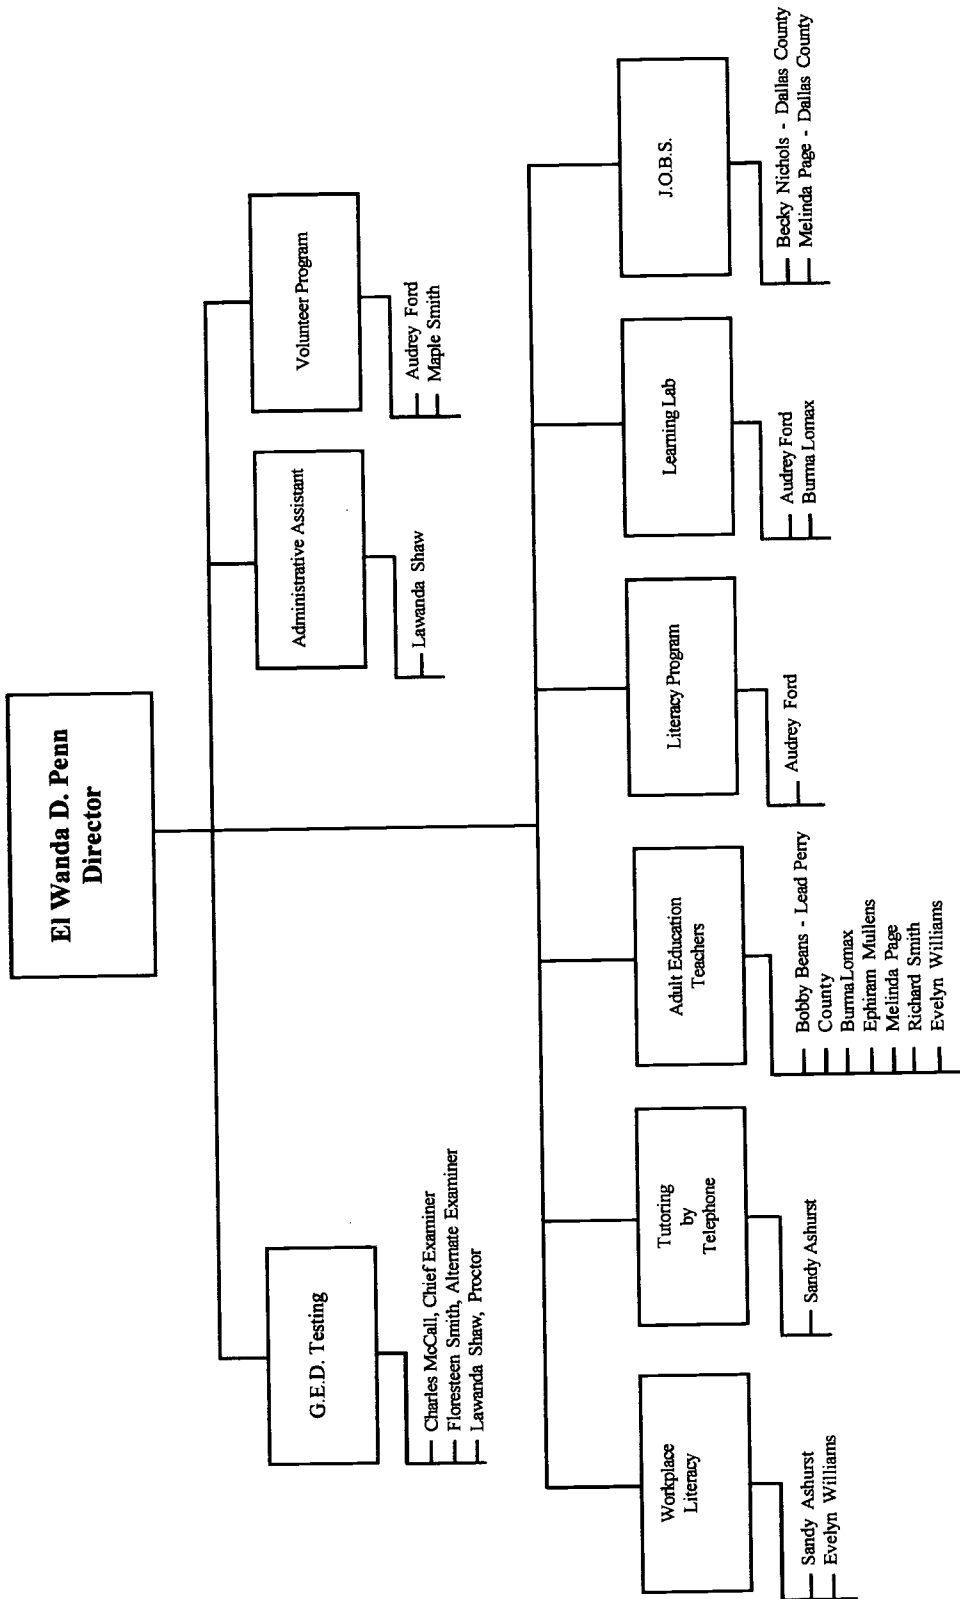 El Wanda D. Penn
Director
G.E.D. Testing
Charles McCall, Chief Examiner
Floresteen Smith, Alternate Examiner
Lawanda Shaw, Proctor
Administrative Assistant
Lawanda Shaw
Volunteer Program
Audrey Ford
Maple Smith
Workplace
Literacy
Sandy Ashurst
Evelyn Williams
Tutoring
by
Telephone
Sandy Ashurst
Adult Education
Teachers
Bobby Beans - Lead Perry
County
Burma Lomax
Ephiram Mullens
Melinda Page
Richard Smith
Evelyn Williams
Literacy Program
Audrey Ford
Learning Lab
Audrey Ford
Burma Lomax
J.O.B.S.
Becky Nichols - Dallas County
Melinda Page - Dallas County